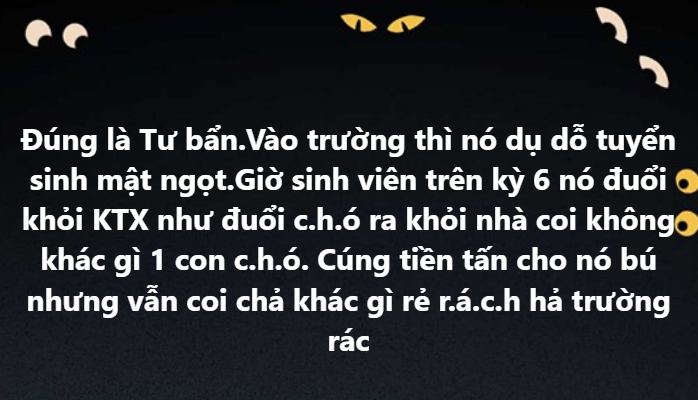 Đúng là Tư bẩn.Vào trường thì nó dụ dỗ tuyển
sinh mật ngọt.Giờ sinh viên trên kỳ 6 nó đuổi
khỏi KTX như đuổi c.h.ó ra khỏi nhà coi không
khác gì 1 con c.h.ó. Cúng tiền tấn cho nó bú
nhưng vẫn coi chả khác gì rẻ r.á.c.h hả trường
rác